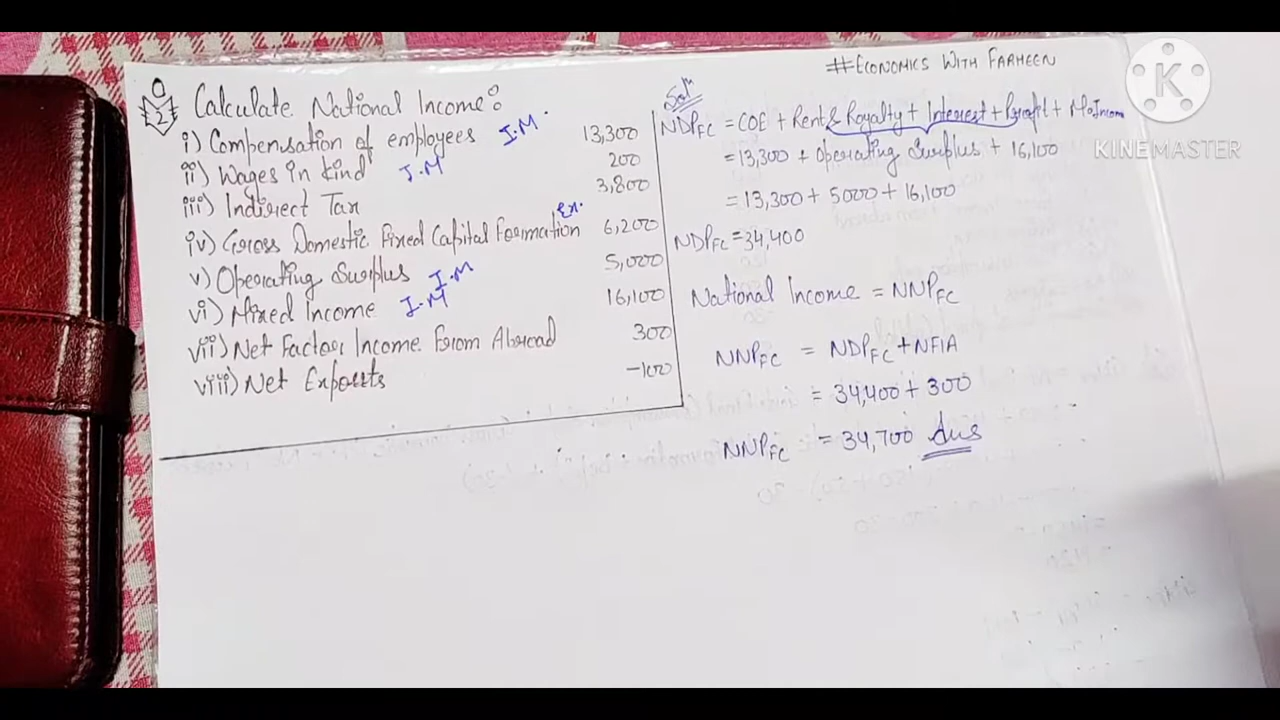 #ECONOMICS WITH FARHEEN
K
KINEMASTER
Q2 Calculate National Income:
i) Compensation of employees I.M. 13,300
ii) Wages in kind I.M 200
iii) Indirect Tax 3,800
iv) Gross Domestic Fixed Capital Formation Ex. 6,200
v) Operating Surplus I.M 5,000
vi) Mixed Income I.M 16,100
vii) Net Factor Income From Abroad 300
viii) Net Exports -100
Soln
NDPFC = COE + Rent & Royalty + Interest + Profit + M.Income
= 13,300 + Operating Surplus + 16,100
= 13,300 + 5000 + 16,100
NDPFC = 34,400
National Income = NNPFC
NNPFC = NDPFC + NFIA
= 34,400 + 300
NNPFC = 34,700 Ans